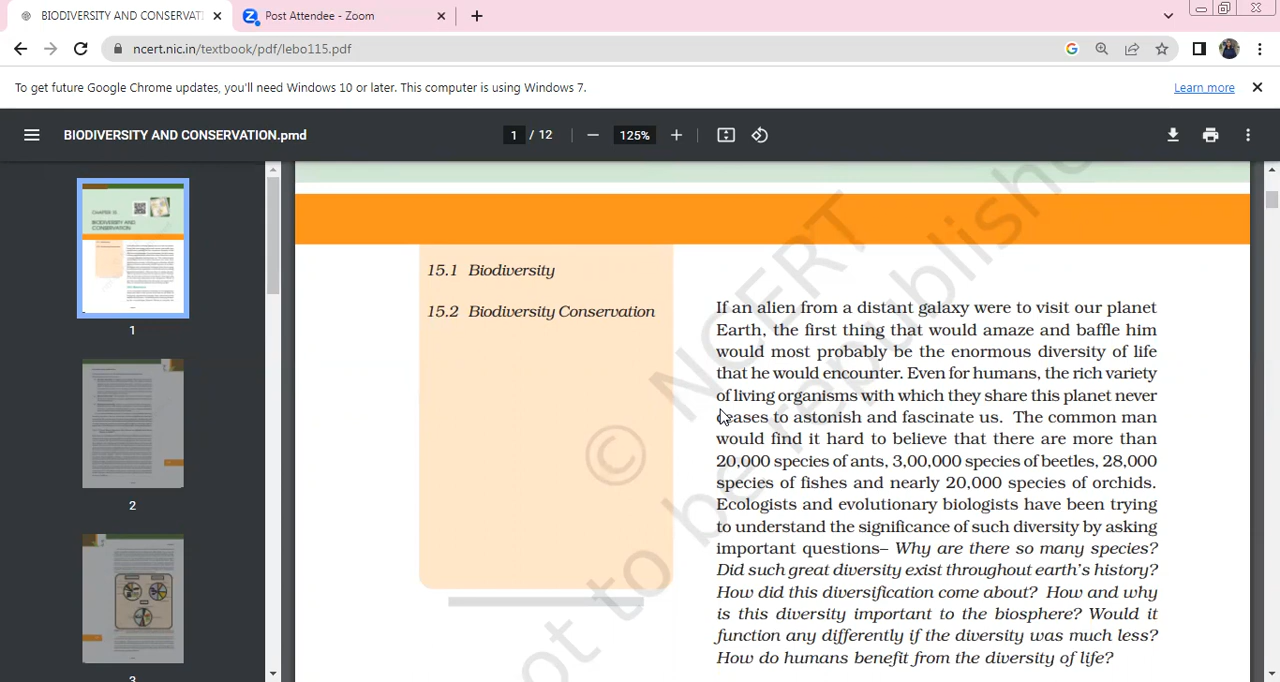 BIODIVERSITY AND CONSERVATI
Post Attendee - Zoom
ncert.nic.in/textbook/pdf/lebo115.pdf
To get future Google Chrome updates, you'll need Windows 10 or later. This computer is using Windows 7.
Learn more
BIODIVERSITY AND CONSERVATION.pmd
1 / 12
125%
1
2
3
15.1 Biodiversity
15.2 Biodiversity Conservation
If an alien from a distant galaxy were to visit our planet
Earth, the first thing that would amaze and baffle him
would most probably be the enormous diversity of life
that he would encounter. Even for humans, the rich variety
of living organisms with which they share this planet never
ceases to astonish and fascinate us. The common man
would find it hard to believe that there are more than
20,000 species of ants, 3,00,000 species of beetles, 28,000
species of fishes and nearly 20,000 species of orchids.
Ecologists and evolutionary biologists have been trying
to understand the significance of such diversity by asking
important questions– Why are there so many species?
Did such great diversity exist throughout earth's history?
How did this diversification come about? How and why
is this diversity important to the biosphere? Would it
function any differently if the diversity was much less?
How do humans benefit from the diversity of life?
© NCERT
not to be republishe